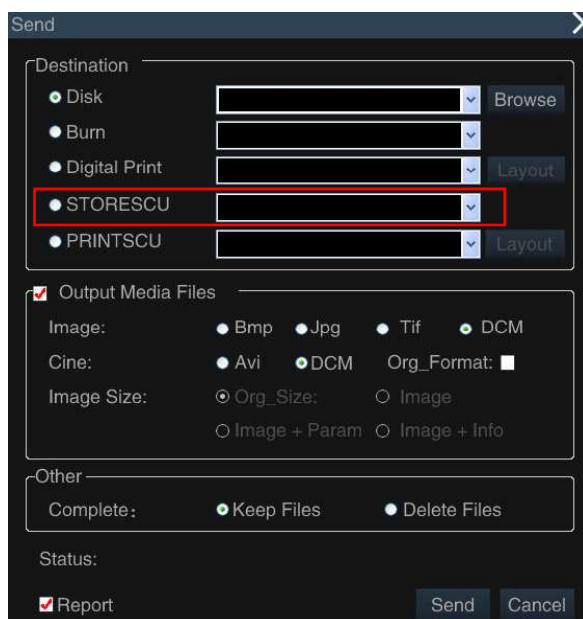 Send
Destination
Disk Browse
Burn
Digital Print Layout
STORESCU
PRINTSCU Layout
Output Media Files
Image: Bmp Jpg Tif DCM
Cine: Avi DCM Org_Format:
Image Size: Org_Size: Image
Image + Param Image + Info
Other
Complete： Keep Files Delete Files
Status:
Report Send Cancel